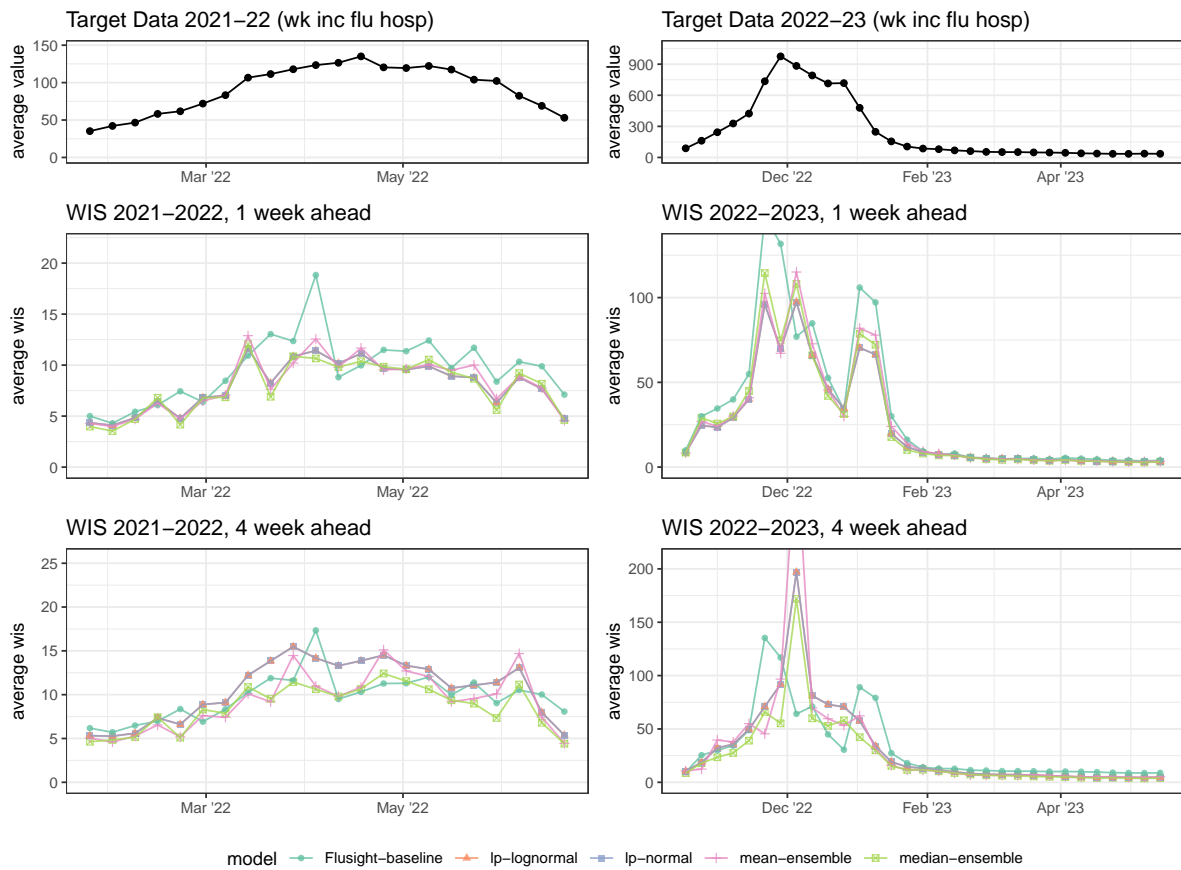 Target Data 2021−22 (wk inc flu hosp)
average value
150
100
50
0
Mar '22
May '22
Target Data 2022−23 (wk inc flu hosp)
average value
900
600
300
0
Dec '22
Feb '23
Apr '23
WIS 2021−2022, 1 week ahead
average wis
20
15
10
5
0
Mar '22
May '22
WIS 2022−2023, 1 week ahead
average wis
100
50
0
Dec '22
Feb '23
Apr '23
WIS 2021−2022, 4 week ahead
average wis
25
20
15
10
5
0
Mar '22
May '22
WIS 2022−2023, 4 week ahead
average wis
200
150
100
50
0
Dec '22
Feb '23
Apr '23
model Flusight-baseline lp-lognormal lp-normal mean-ensemble median-ensemble